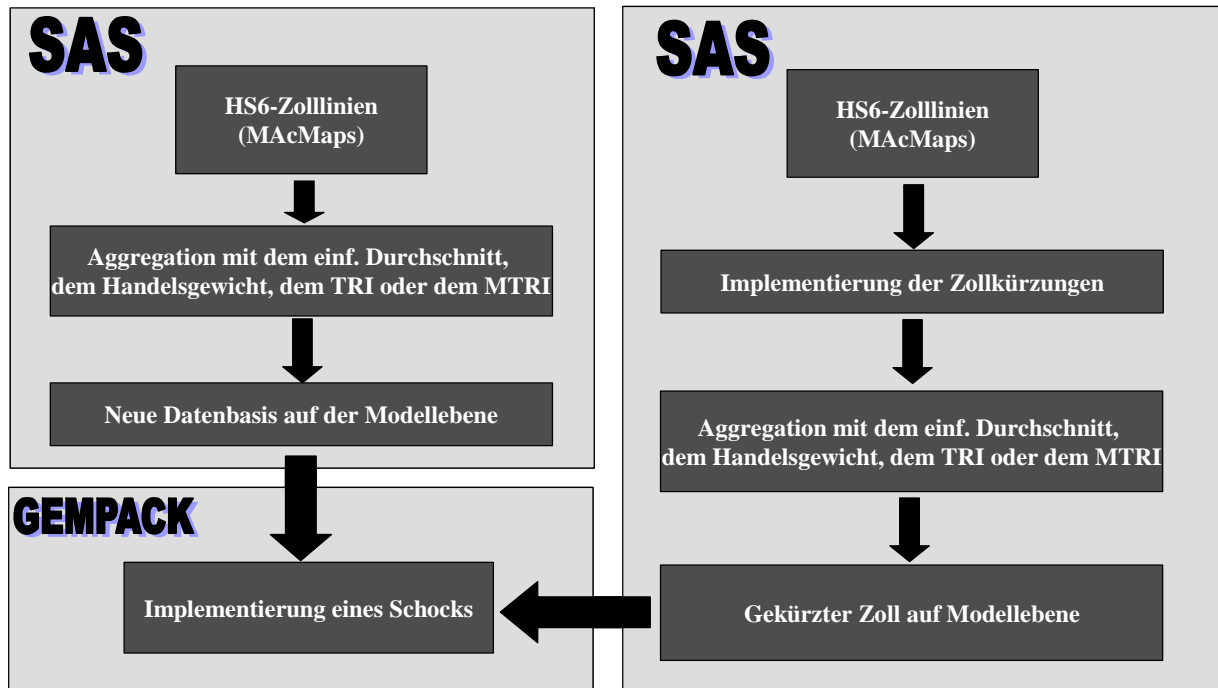 SAS
HS6-Zolllinien
(MAcMaps)
Aggregation mit dem einf. Durchschnitt,
dem Handelsgewicht, dem TRI oder dem MTRI
Neue Datenbasis auf der Modellebene
GEMPACK
Implementierung eines Schocks
SAS
HS6-Zolllinien
(MAcMaps)
Implementierung der Zollkürzungen
Aggregation mit dem einf. Durchschnitt,
dem Handelsgewicht, dem TRI oder dem MTRI
Gekürzter Zoll auf Modellebene